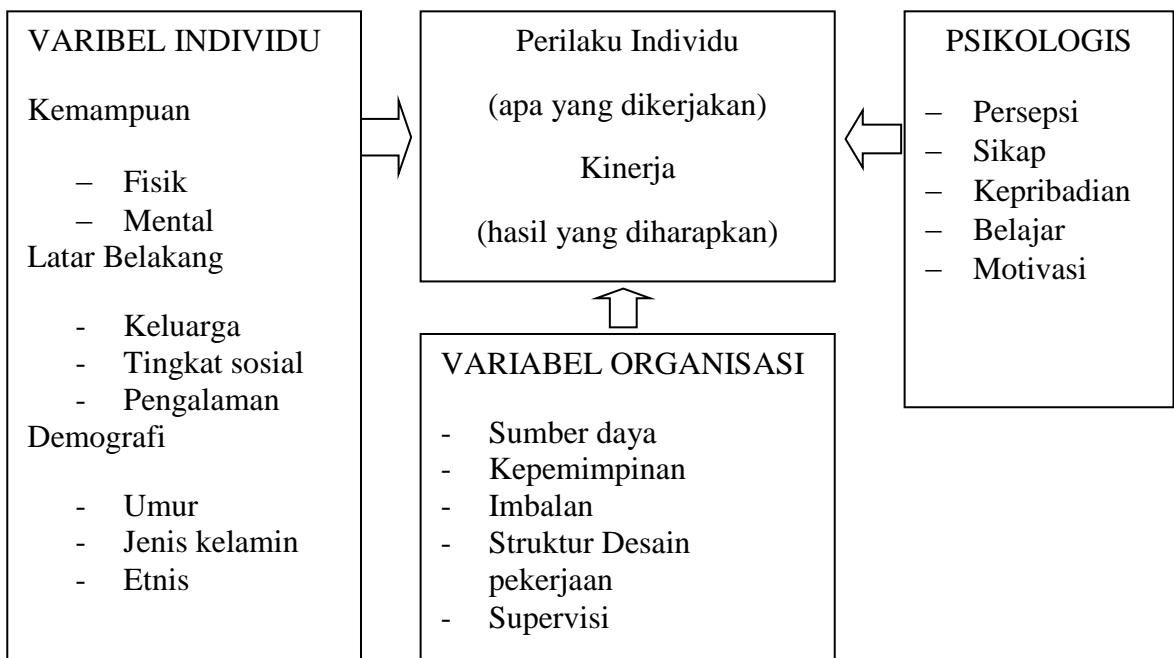 VARIBEL INDIVIDU
Kemampuan
– Fisik
– Mental
Latar Belakang
- Keluarga
- Tingkat sosial
- Pengalaman
Demografi
- Umur
- Jenis kelamin
- Etnis
Perilaku Individu
(apa yang dikerjakan)
Kinerja
(hasil yang diharapkan)
PSIKOLOGIS
– Persepsi
– Sikap
– Kepribadian
– Belajar
– Motivasi
VARIABEL ORGANISASI
- Sumber daya
- Kepemimpinan
- Imbalan
- Struktur Desain
pekerjaan
- Supervisi